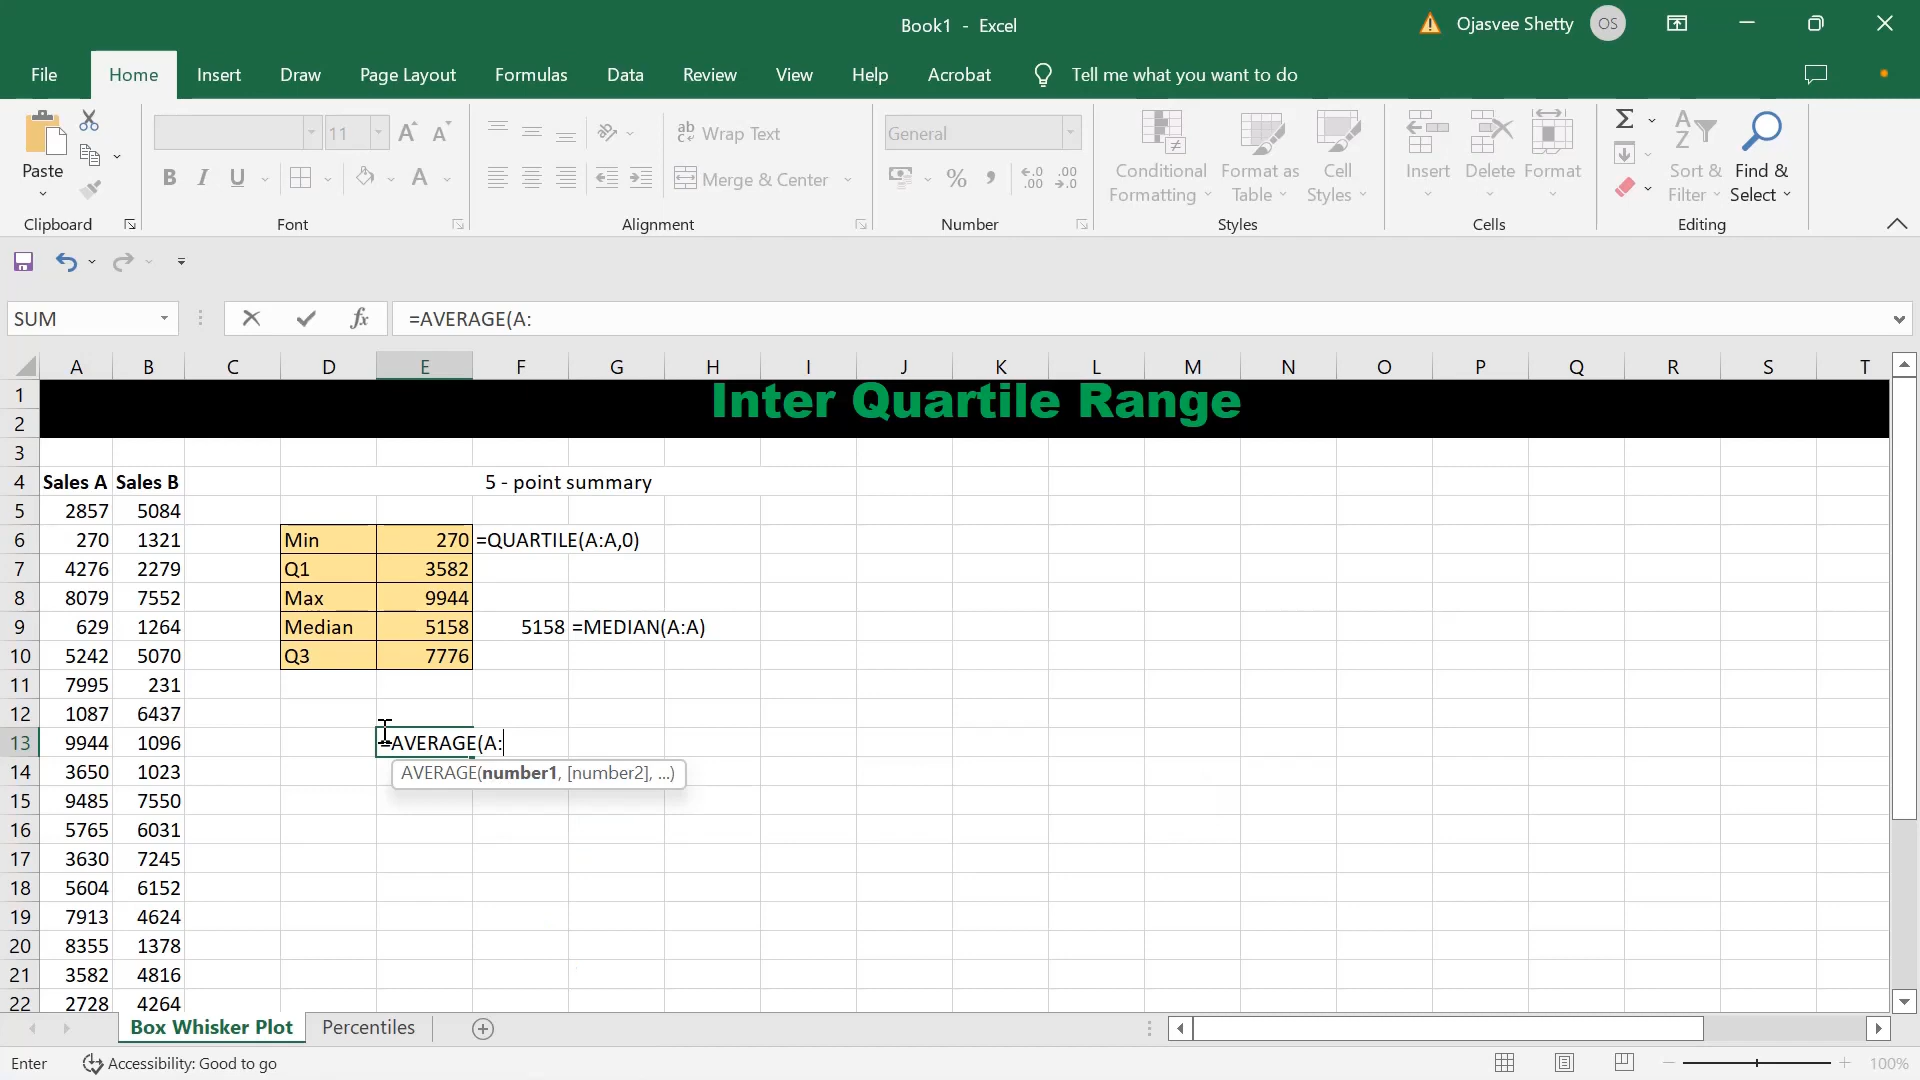 Book1 - Excel
Ojasvee Shetty OS
File Home Insert Draw Page Layout Formulas Data Review View Help Acrobat Tell me what you want to do
Paste
11
Wrap Text
Merge & Center
General
Conditional Formatting
Format as Table
Cell Styles
Insert
Delete
Format
Sort & Filter
Find & Select
Clipboard Font Alignment Number Styles Cells Editing
SUM fx =AVERAGE(A:
A B C D E F G H I J K L M N O P Q R S T
1 Inter Quartile Range
2
3
4 Sales A Sales B 5 - point summary
5 2857 5084
6 270 1321 Min 270 =QUARTILE(A:A,0)
7 4276 2279 Q1 3582
8 8079 7552 Max 9944
9 629 1264 Median 5158 5158 =MEDIAN(A:A)
10 5242 5070 Q3 7776
11 7995 231
12 1087 6437
13 9944 1096 =AVERAGE(A:
14 3650 1023 AVERAGE(number1, [number2], ...)
15 9485 7550
16 5765 6031
17 3630 7245
18 5604 6152
19 7913 4624
20 8355 1378
21 3582 4816
22 2728 4264
Box Whisker Plot Percentiles
Enter Accessibility: Good to go 100%